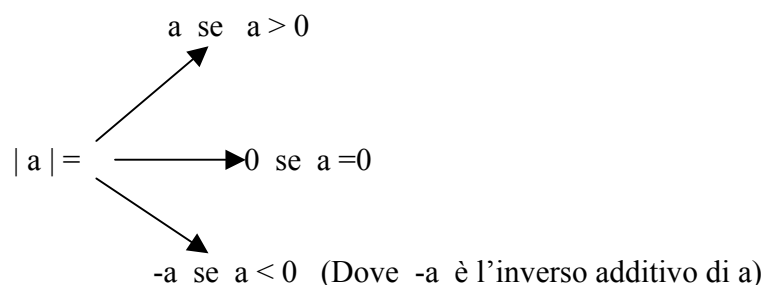 a se a > 0
| a | = 0 se a =0
-a se a < 0 (Dove -a è l’inverso additivo di a)